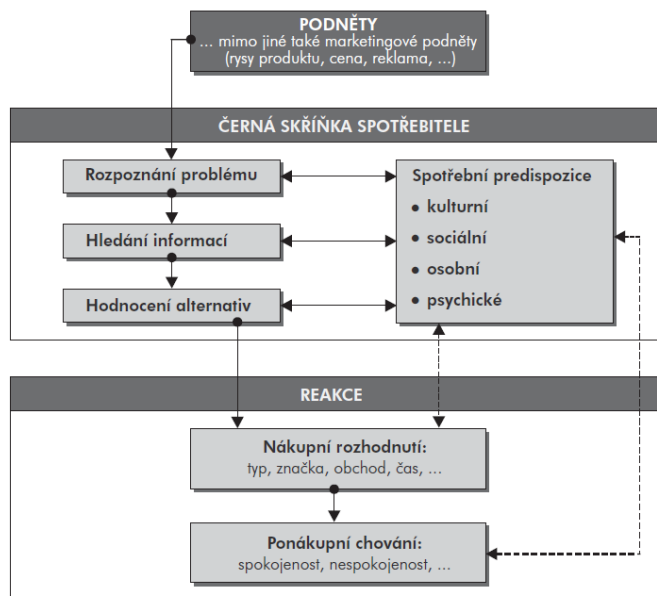 PODNĚTY
... mimo jiné také marketingové podněty
(rysy produktu, cena, reklama, ...)
ČERNÁ SKŘÍŇKA SPOTŘEBITELE
Rozpoznání problému
Hledání informací
Hodnocení alternativ
Spotřební predispozice
• kulturní
• sociální
• osobní
• psychické
REAKCE
Nákupní rozhodnutí:
typ, značka, obchod, čas, ...
Ponákupní chování:
spokojenost, nespokojenost, ...